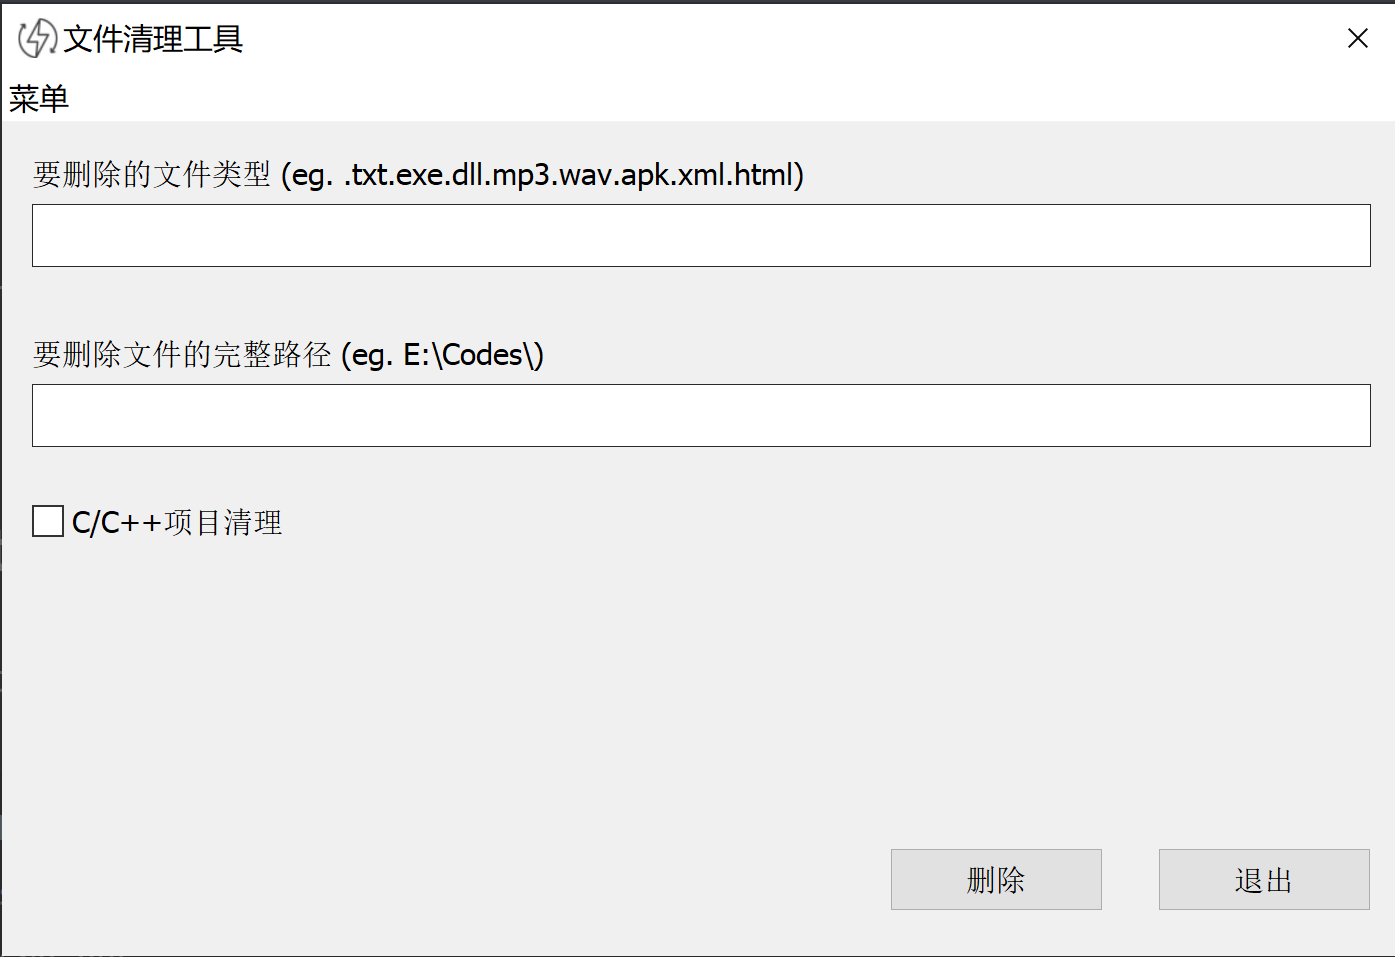 文件清理工具
菜单
要删除的文件类型 (eg. .txt.exe.dll.mp3.wav.apk.xml.html)
要删除文件的完整路径 (eg. E:\Codes\)
C/C++项目清理
删除
退出